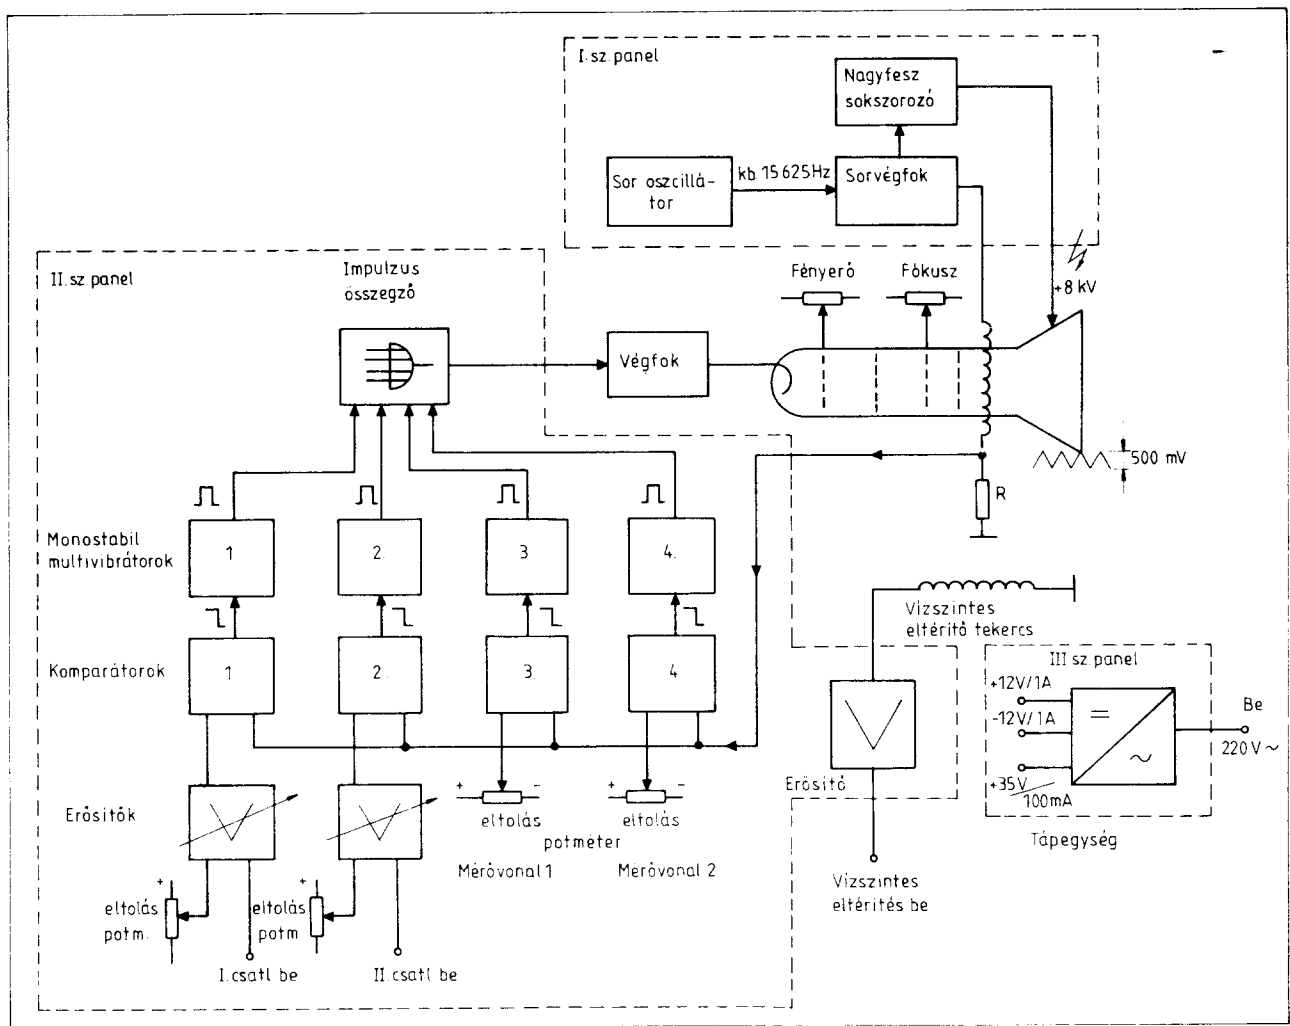 I. sz. panel
Nagyfesz
sokszorozó
Sor oszcillá-
tor
kb. 15 625Hz
Sorvégfok
II. sz. panel
Impulzus
összegző
Fényerő
Fókusz
+8 kV
Végfok
500 mV
R
Monostabil
multivibrátorok
1
2.
3
4.
Vízszintes
eltérítő tekercs
Komparátorok
1
2.
3.
4
III sz. panel
+12V/1A
-12V/1A
+35V
100mA
=
~
Be
220 V ~
Tápegység
Erősítő
Erősítők
+
-
+
-
eltolás
eltolás
potméter
Mérővonal 1
Mérővonal 2
Vízszintes
eltérítés be
+
eltolás
potm.
+
eltolás
potm
I. csatl be
II. csatl be